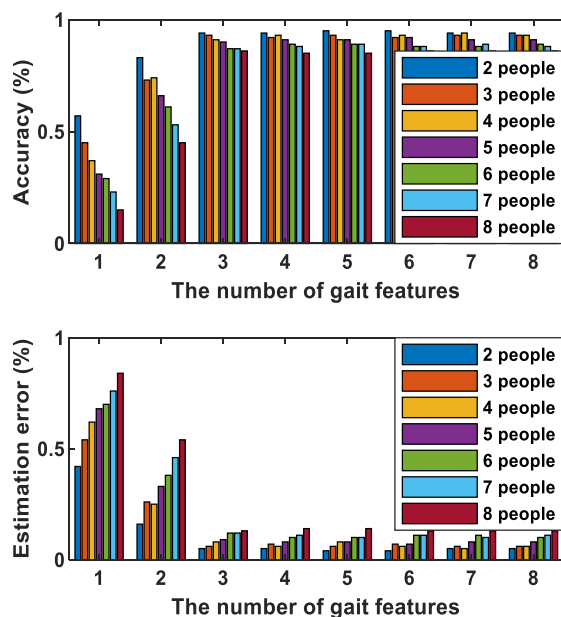 Accuracy (%)
1
0.5
0
2 people
3 people
4 people
5 people
6 people
7 people
8 people
1 2 3 4 5 6 7 8
The number of gait features
Estimation error (%)
1
0.5
0
2 people
3 people
4 people
5 people
6 people
7 people
8 people
1 2 3 4 5 6 7 8
The number of gait features